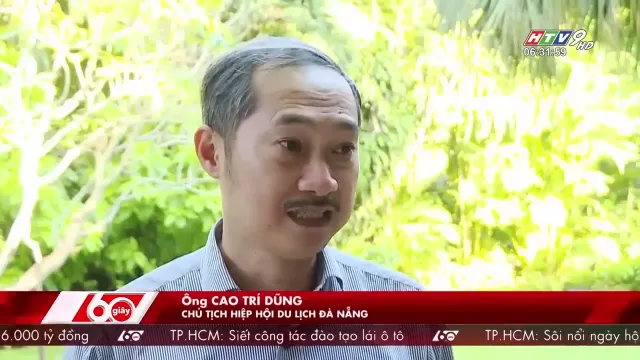 HTV9 HD
06:31:59
60 giây
Ông CAO TRÍ DŨNG
CHỦ TỊCH HIỆP HỘI DU LỊCH ĐÀ NẴNG
6.000 tỷ đồng 60 TP.HCM: Siết công tác đào tạo lái ô tô 60 TP.HCM: Sôi nổi ngày h